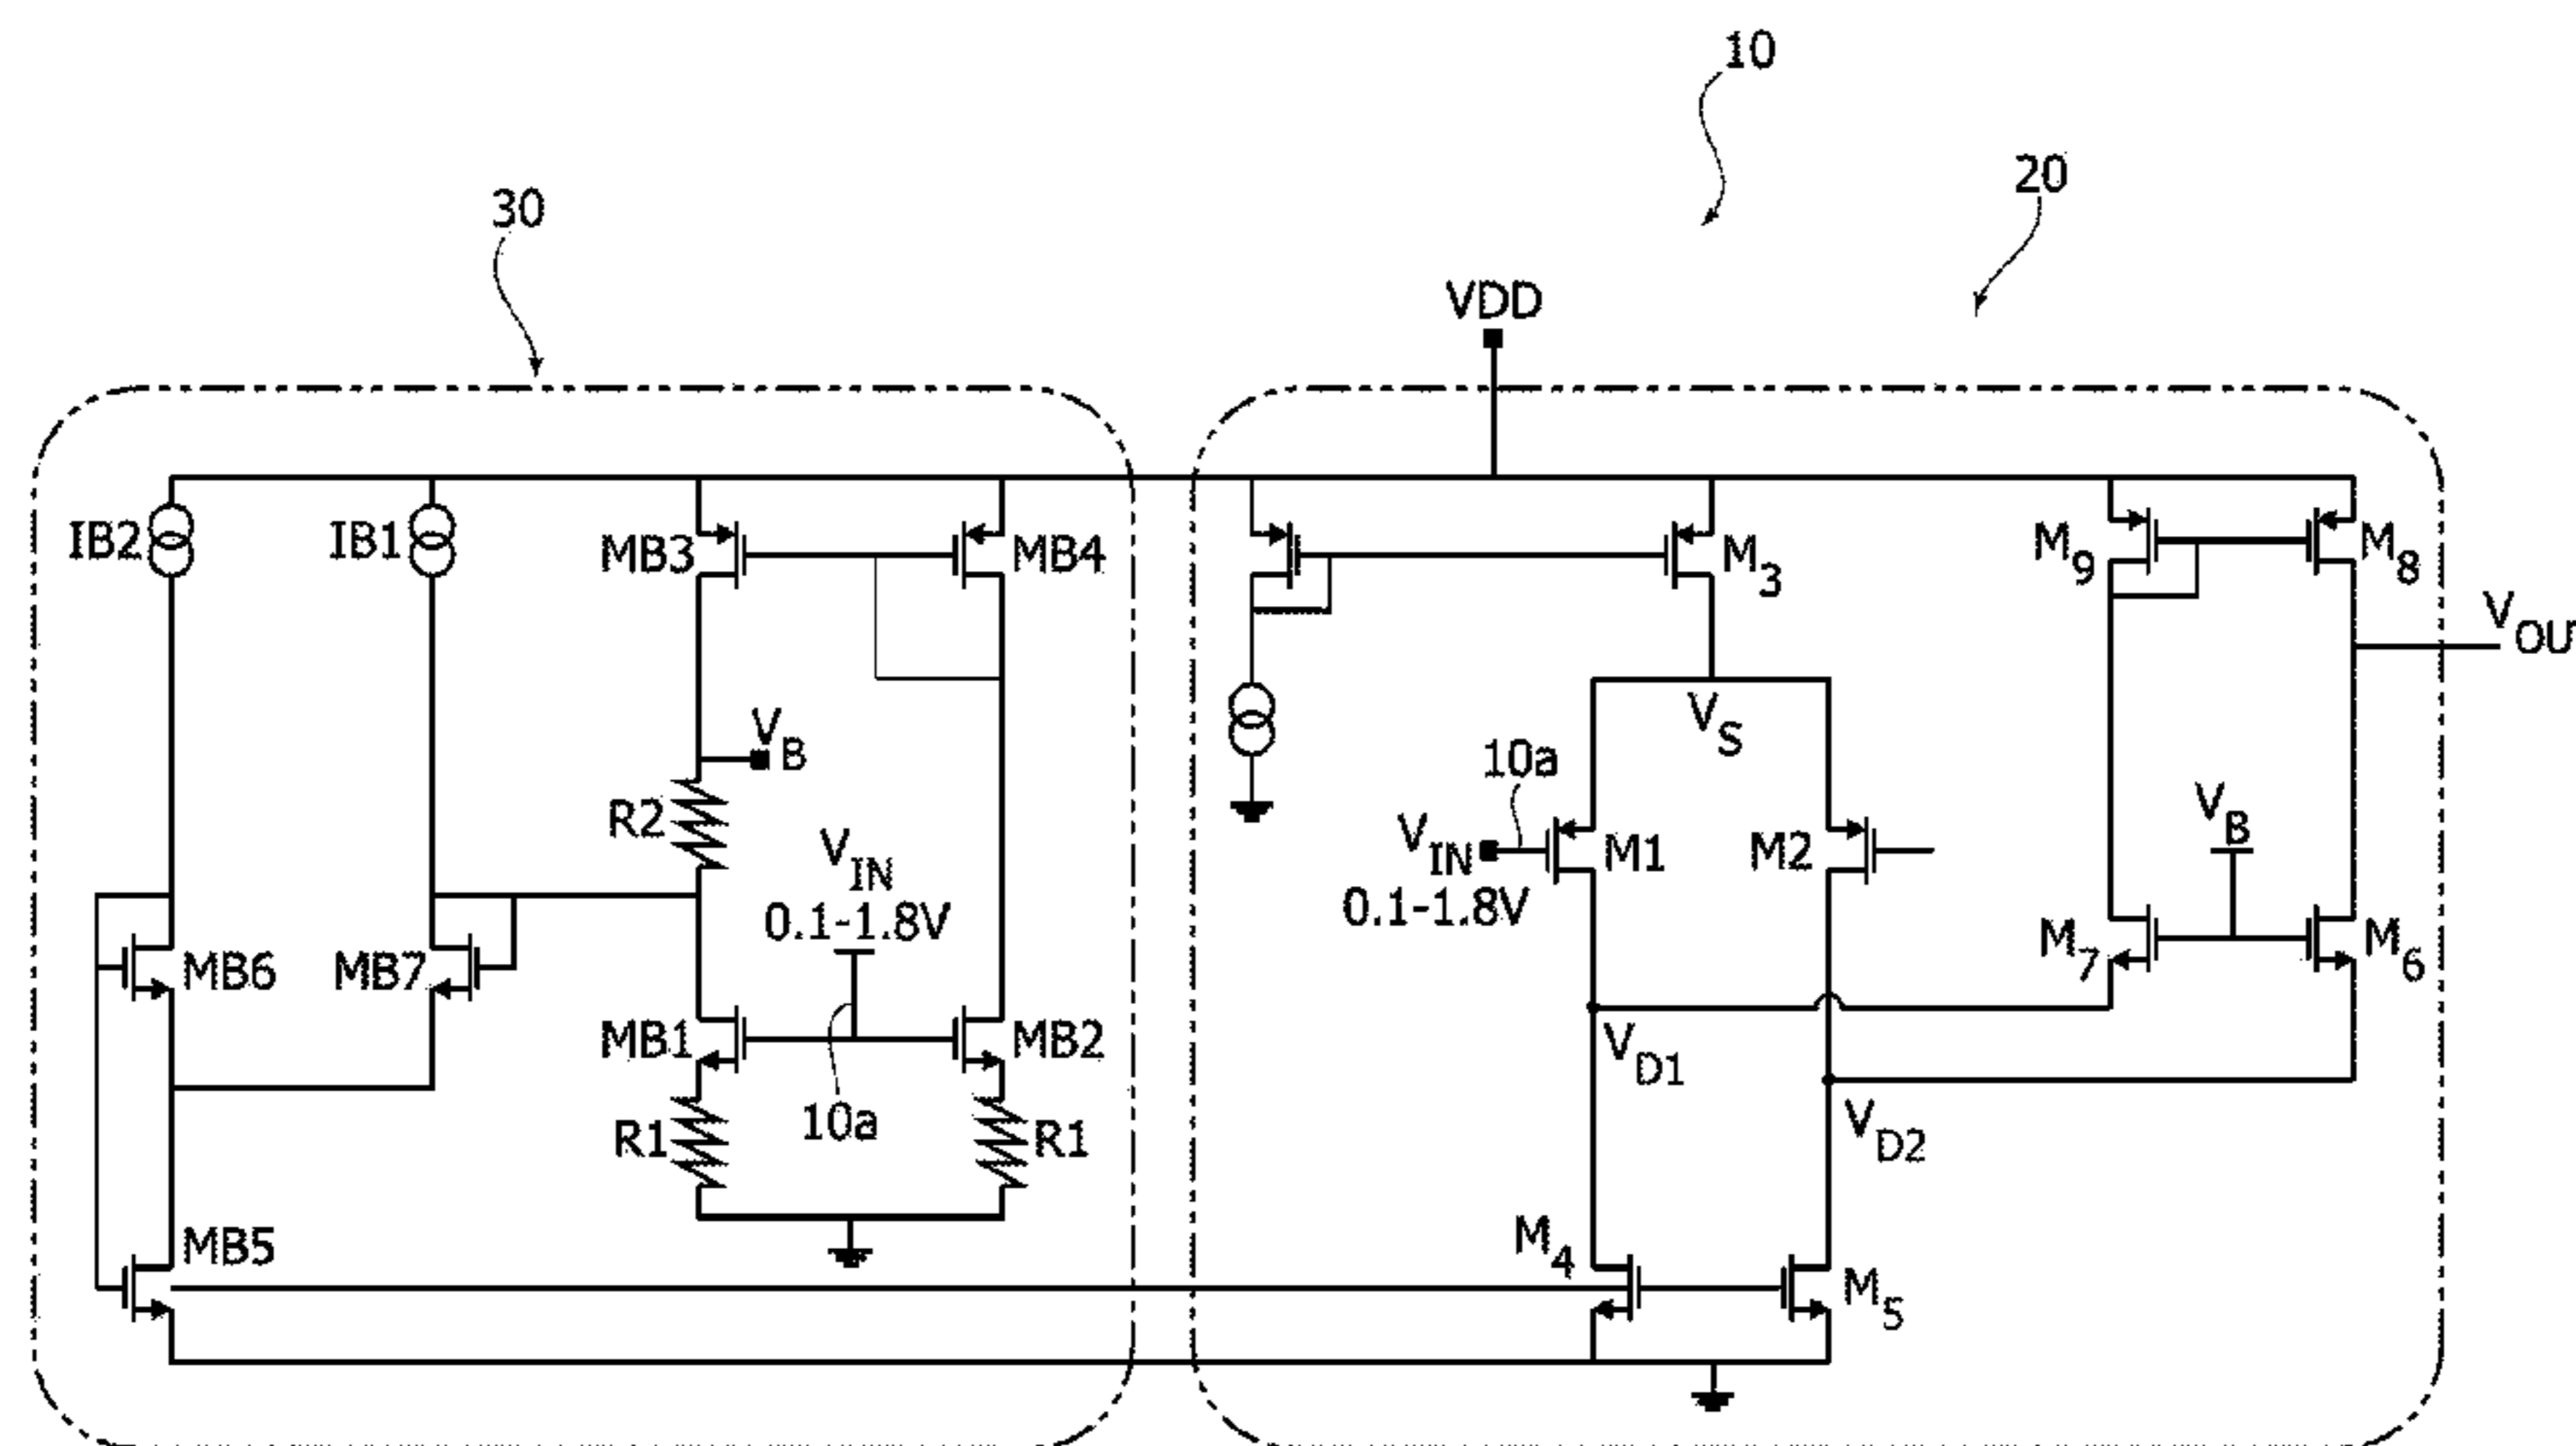 10
20
30
VDD
IB2
IB1
MB3
MB4
M3
M9
M8
VOU
VB
VS
10a
R2
VIN
0.1-1.8V
VIN
0.1-1.8V
M1
M2
VB
MB6
MB7
M7
M6
MB1
MB2
VD1
10a
R1
R1
VD2
MB5
M4
M5